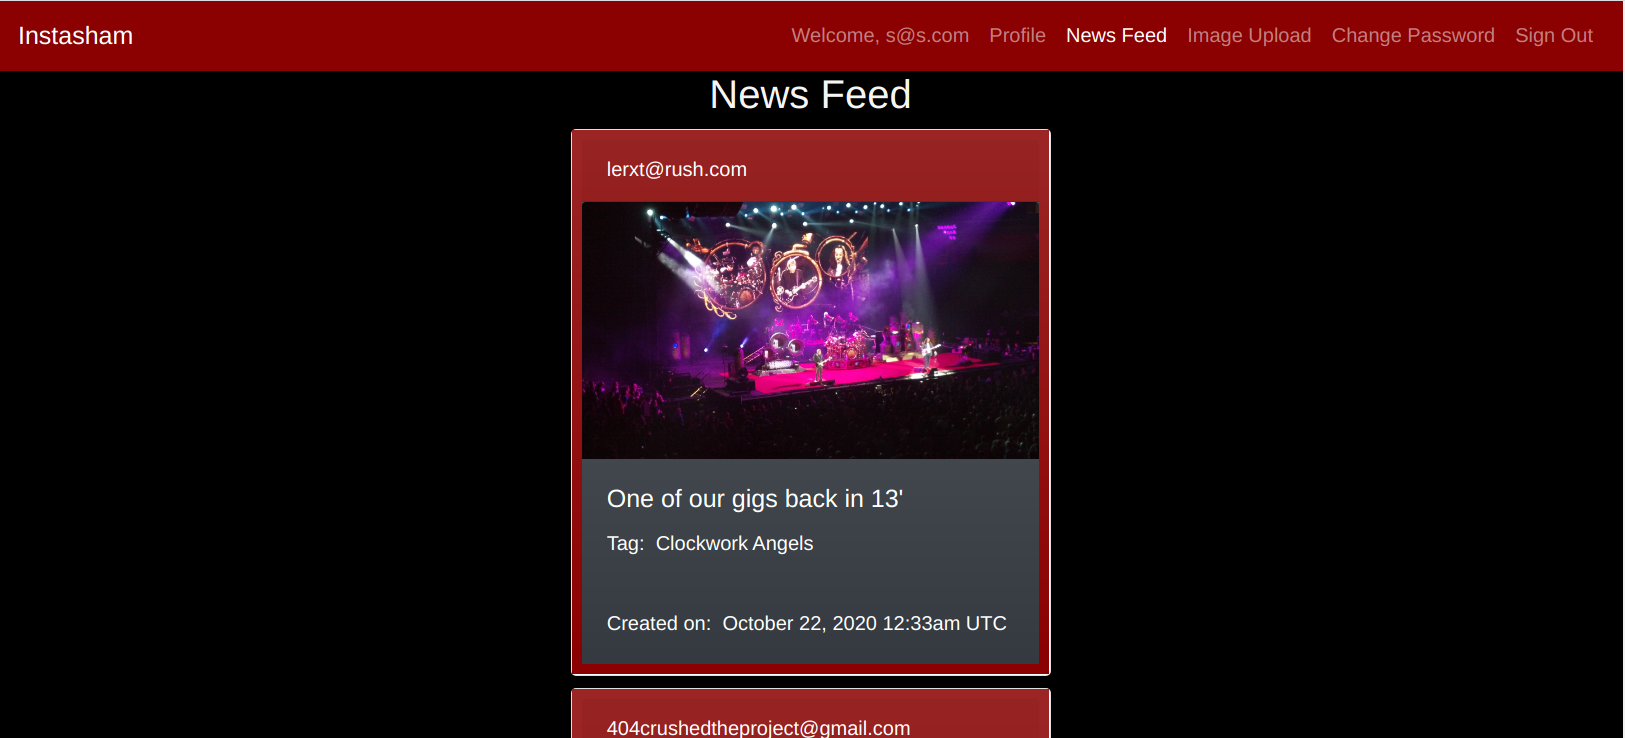 Instasham
Welcome, s@s.com Profile News Feed Image Upload Change Password Sign Out
News Feed
lerxt@rush.com
One of our gigs back in 13'
Tag: Clockwork Angels
Created on: October 22, 2020 12:33am UTC
404crushedtheproject@gmail.com